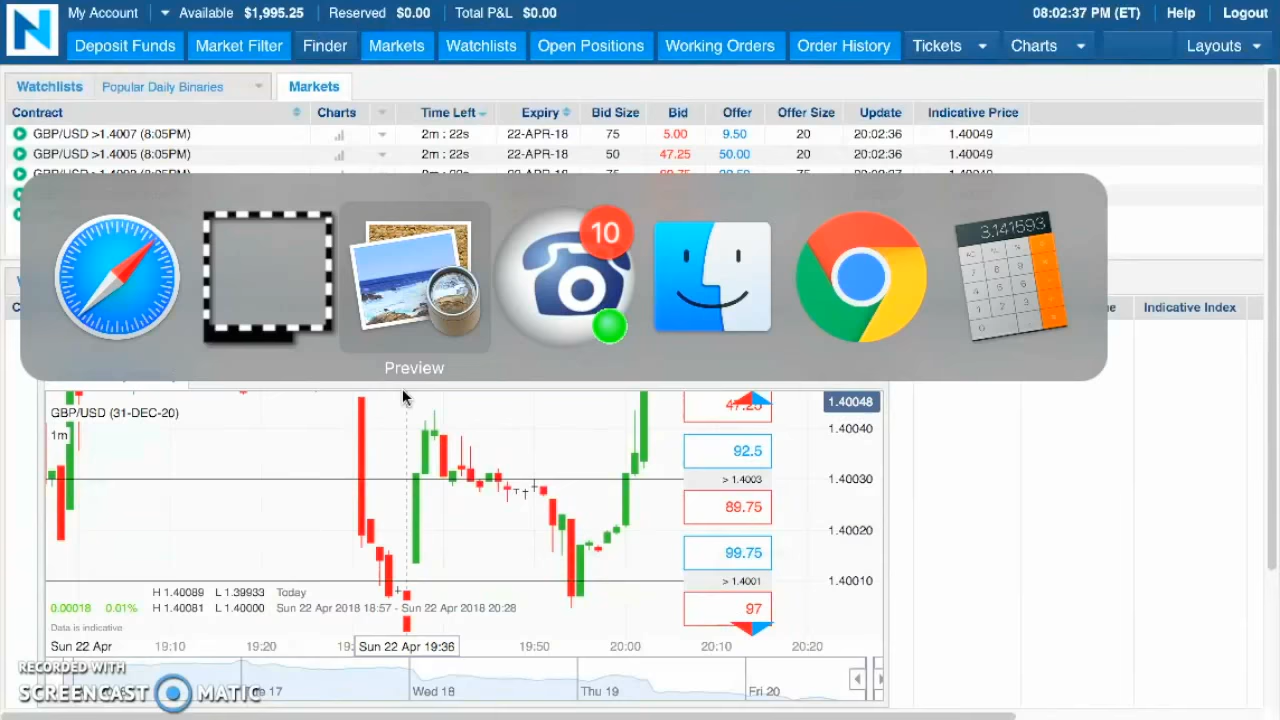 N My Account Available $1,995.25 Reserved $0.00 Total P&L $0.00 08:02:37 PM (ET) Help Logout
Deposit Funds Market Filter Finder Markets Watchlists Open Positions Working Orders Order History Tickets Charts Layouts
Watchlists Popular Daily Binaries Markets
Contract Charts Time Left Expiry Bid Size Bid Offer Offer Size Update Indicative Price
GBP/USD >1.4007 (8:05PM) 2m : 22s 22-APR-18 75 5.00 9.50 20 20:02:36 1.40049
GBP/USD >1.4005 (8:05PM) 2m : 22s 22-APR-18 50 47.25 50.00 20 20:02:36 1.40049
3.141593
10
Indicative Index
Preview
47.25 1.40048
GBP/USD (31-DEC-20)
1.40040
1m
92.5
> 1.4003 1.40030
89.75
1.40020
99.75
> 1.4001 1.40010
H 1.40089 L 1.39933 Today
0.00018 0.01% H 1.40081 L 1.40000 Sun 22 Apr 2018 18:57 - Sun 22 Apr 2018 20:28
97
Data is indicative
Sun 22 Apr 19:10 19:20 Sun 22 Apr 19:36 19:50 20:00 20:10 20:20
RECORDED WITH
SCREENCAST MATIC
17 Wed 18 Thu 19 Fri 20